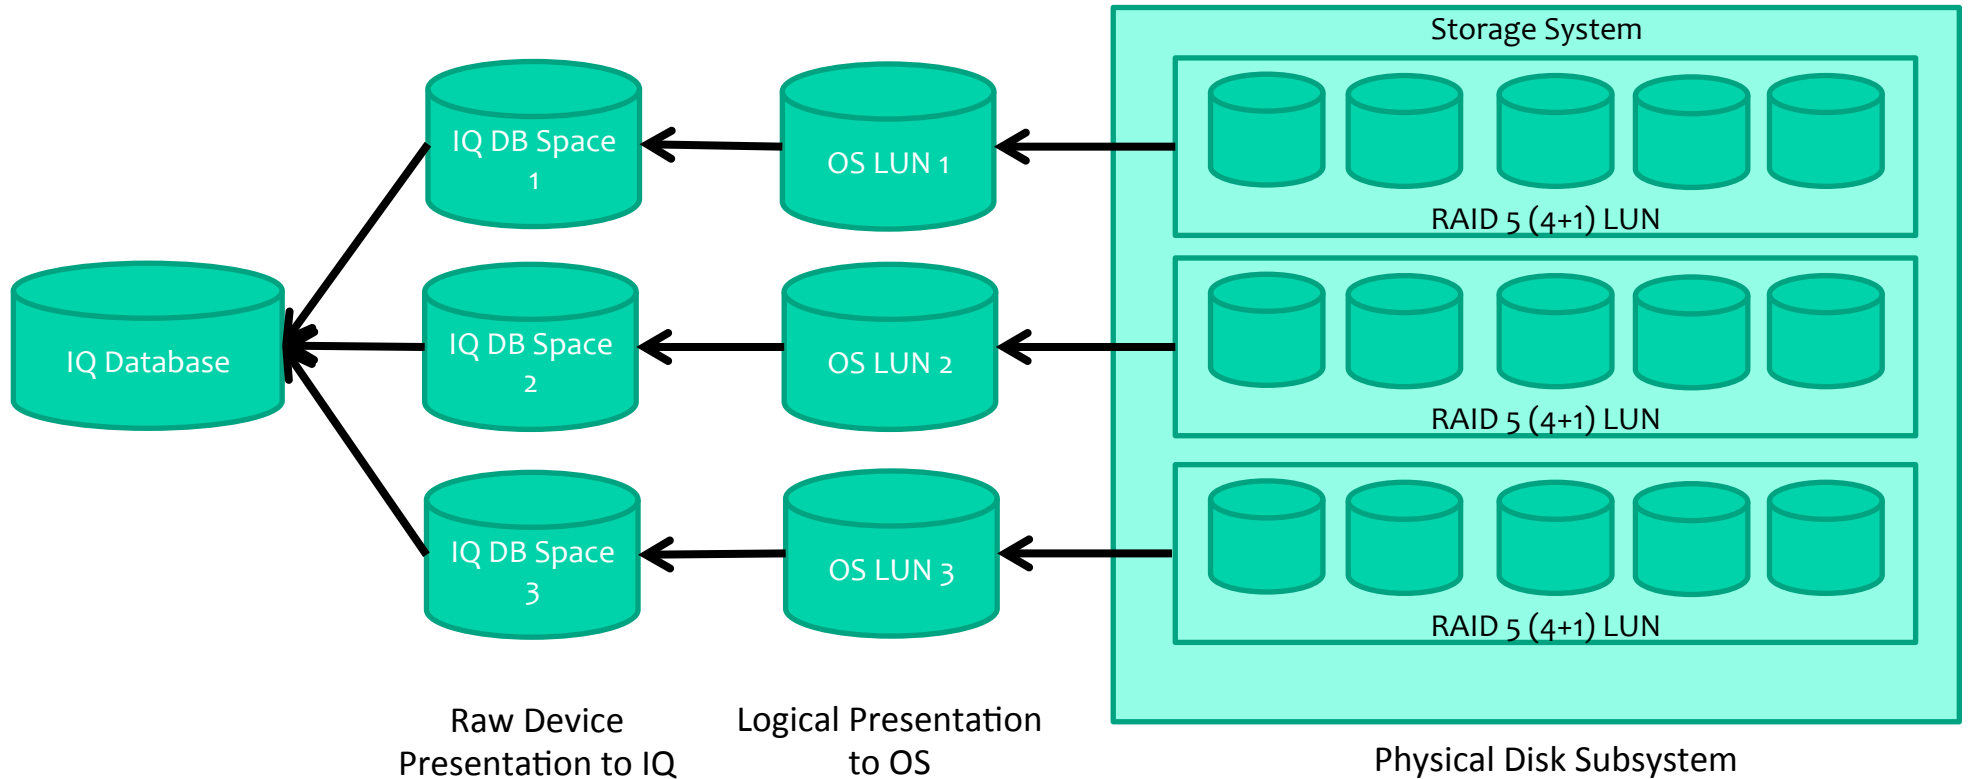 Storage System
IQ DB Space
1
OS LUN 1
RAID 5 (4+1) LUN
IQ Database
IQ DB Space
2
OS LUN 2
RAID 5 (4+1) LUN
IQ DB Space
3
OS LUN 3
RAID 5 (4+1) LUN
Raw Device
Presentation to IQ
Logical Presentation
to OS
Physical Disk Subsystem